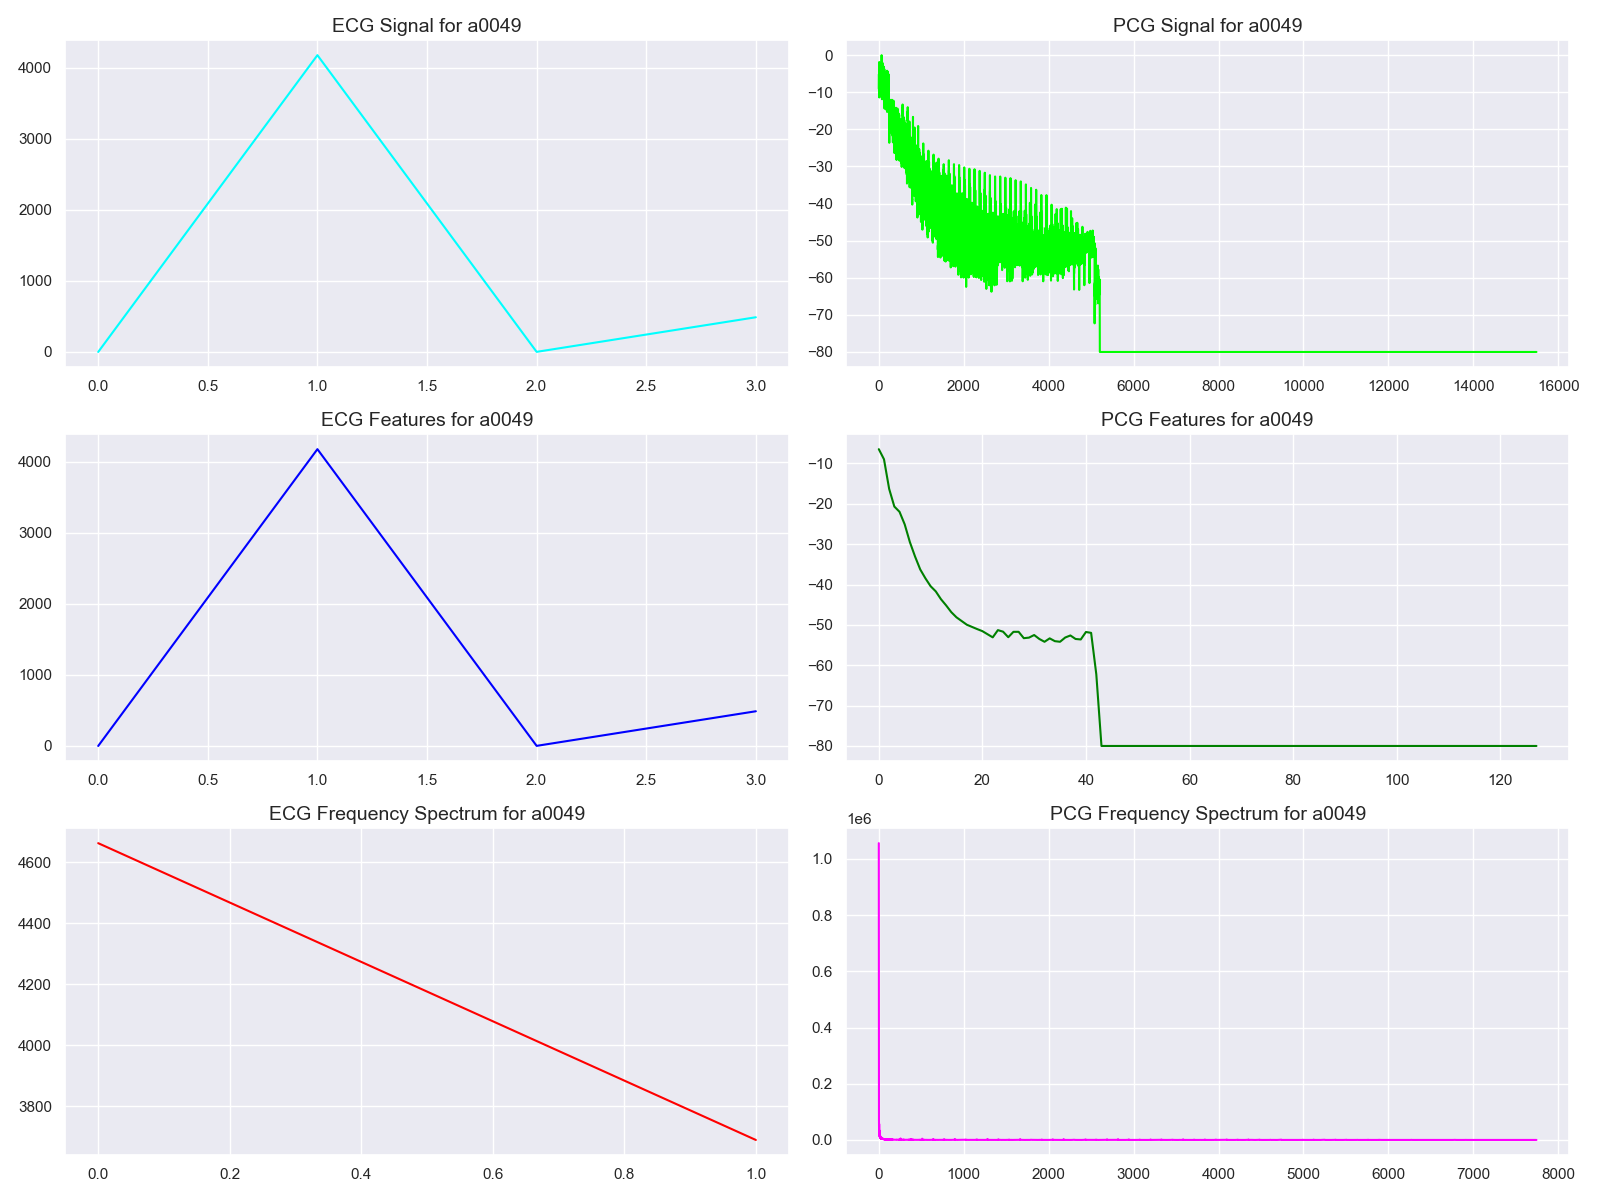 ECG Signal for a0049
4000
3000
2000
1000
0
0.0 0.5 1.0 1.5 2.0 2.5 3.0
PCG Signal for a0049
0
−10
−20
−30
−40
−50
−60
−70
−80
0 2000 4000 6000 8000 10000 12000 14000 16000
ECG Features for a0049
4000
3000
2000
1000
0
0.0 0.5 1.0 1.5 2.0 2.5 3.0
PCG Features for a0049
−10
−20
−30
−40
−50
−60
−70
−80
0 20 40 60 80 100 120
ECG Frequency Spectrum for a0049
4600
4400
4200
4000
3800
0.0 0.2 0.4 0.6 0.8 1.0
PCG Frequency Spectrum for a0049
1e6
1.0
0.8
0.6
0.4
0.2
0.0
0 1000 2000 3000 4000 5000 6000 7000 8000